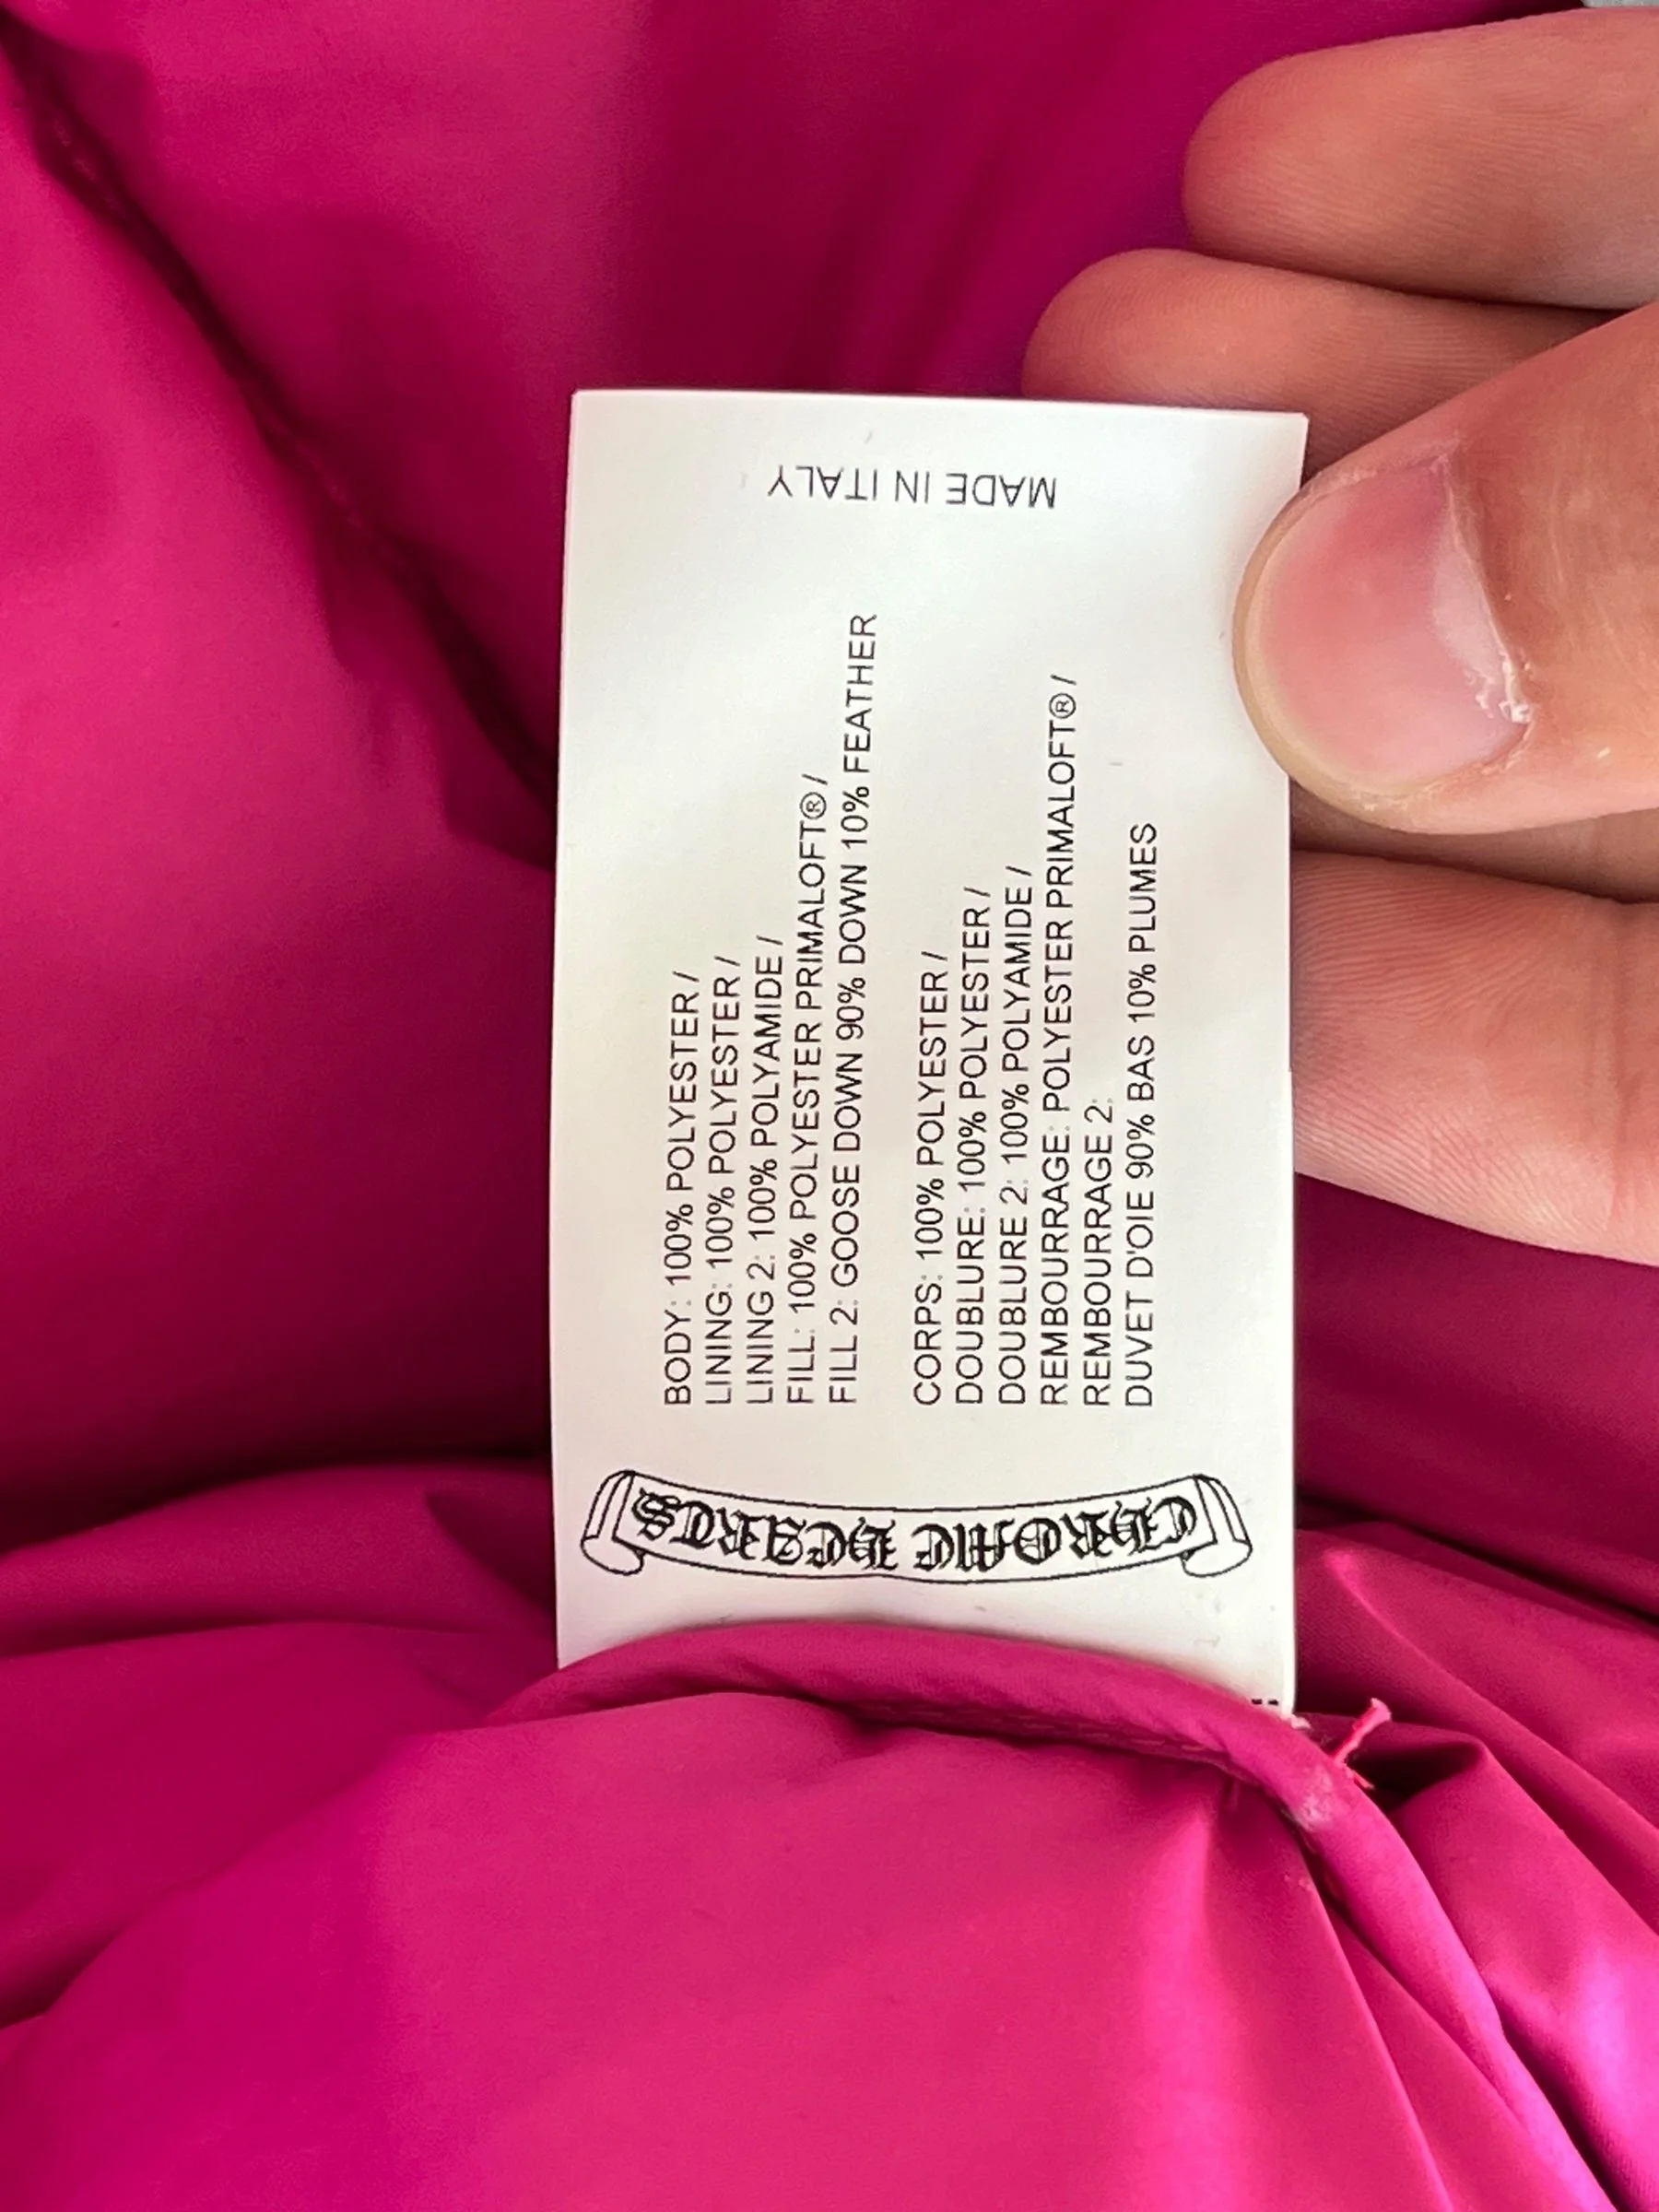 CHROME HEARTS
BODY: 100% POLYESTER /
LINING: 100% POLYESTER /
LINING 2: 100% POLYAMIDE /
FILL: 100% POLYESTER PRIMALOFT® /
FILL 2: GOOSE DOWN 90% DOWN 10% FEATHER
CORPS: 100% POLYESTER /
DOUBLURE: 100% POLYESTER /
DOUBLURE 2: 100% POLYAMIDE /
REMBOURRAGE: POLYESTER PRIMALOFT® /
REMBOURRAGE 2:
DUVET D'OIE 90% BAS 10% PLUMES
MADE IN ITALY